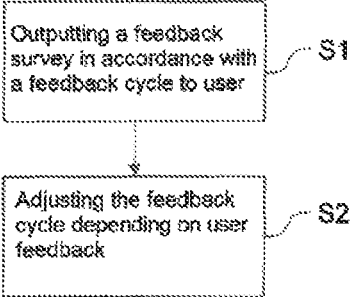 Outputting a feedback
survey in accordance with
a feedback cycle to user
S1
Adjusting the feedback
cycle depending on user
feedback
S2